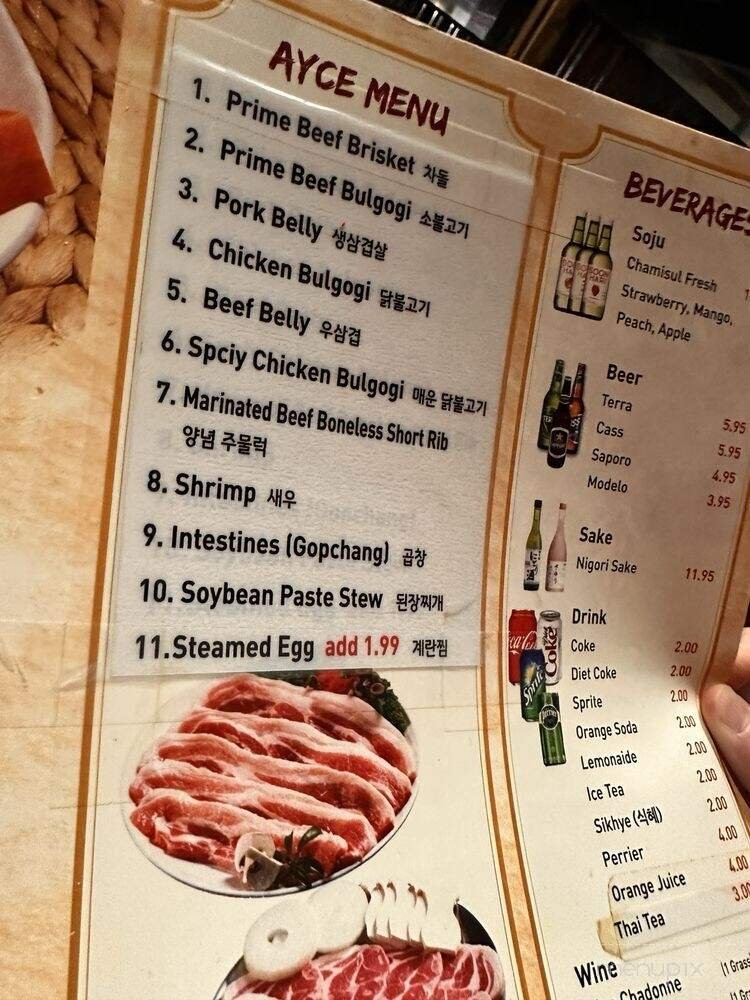 AYCE MENU
1. Prime Beef Brisket 차돌
2. Prime Beef Bulgogi 소불고기
3. Pork Belly 생삼겹살
4. Chicken Bulgogi 닭불고기
5. Beef Belly 우삼겹
6. Spciy Chicken Bulgogi 매운 닭불고기
7. Marinated Beef Boneless Short Rib
양념 주물럭
8. Shrimp 새우
9. Intestines (Gopchang) 곱창
10. Soybean Paste Stew 된장찌개
11.Steamed Egg add 1.99 계란찜
BEVERAGES
Soju
Chamisul Fresh
Strawberry, Mango,
Peach, Apple
Beer
Terra 5.95
Cass 5.95
Saporo 4.95
Modelo 3.95
Sake
Nigori Sake 11.95
Drink
Coke 2.00
Diet Coke 2.00
Sprite 2.00
Orange Soda 2.00
Lemonaide 2.00
Ice Tea 2.00
Sikhye (식혜) 2.00
Perrier 4.00
Orange Juice 4.00
Thai Tea 3.00
Wine
Chadonne (1 Grass